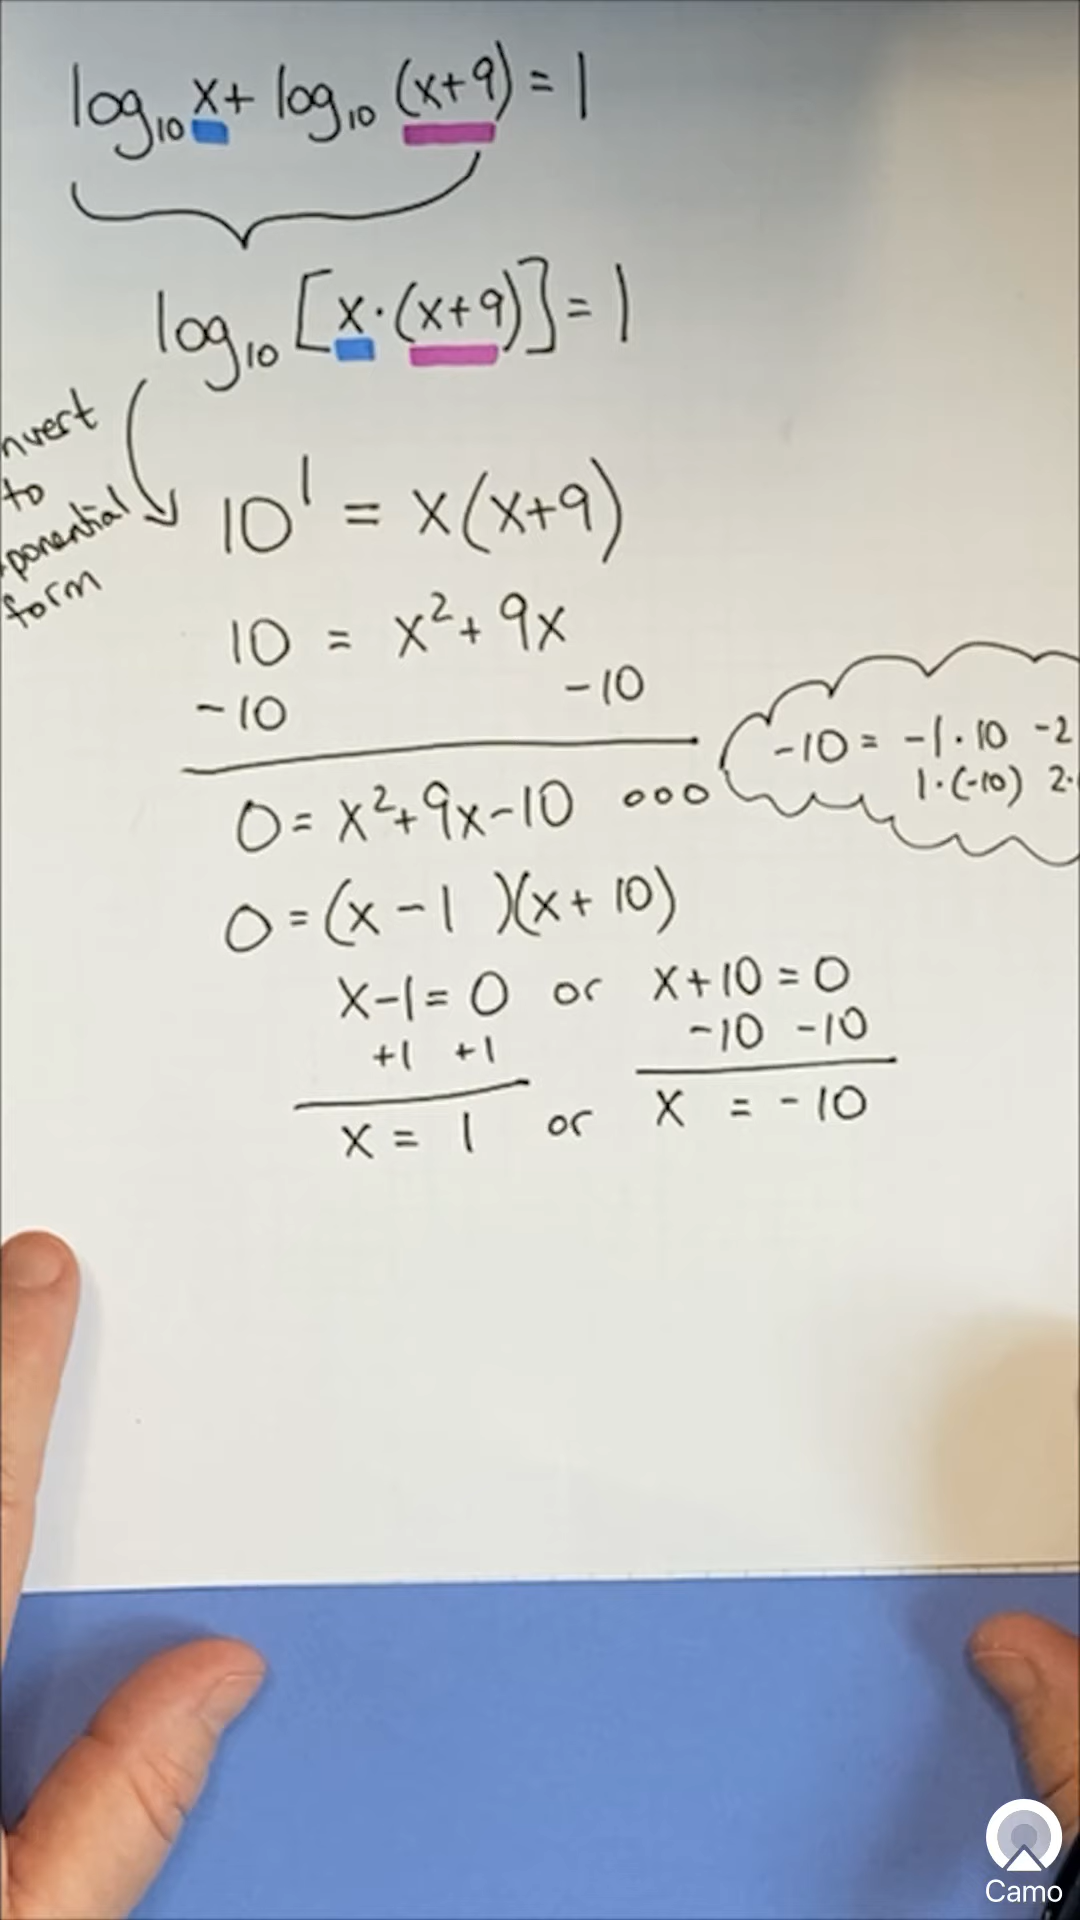 log₁₀ x + log₁₀ (x+9) = 1
log₁₀ [x·(x+9)] = 1
nvert
to
ponential
form
10¹ = x(x+9)
10 = x²+9x
-10 -10
0 = x²+9x-10
-10 = -1·10 -2
1·(-10) 2·
0 = (x-1)(x+10)
x-1=0 or x+10=0
+1 +1 -10 -10
x = 1 or x = -10
Camo